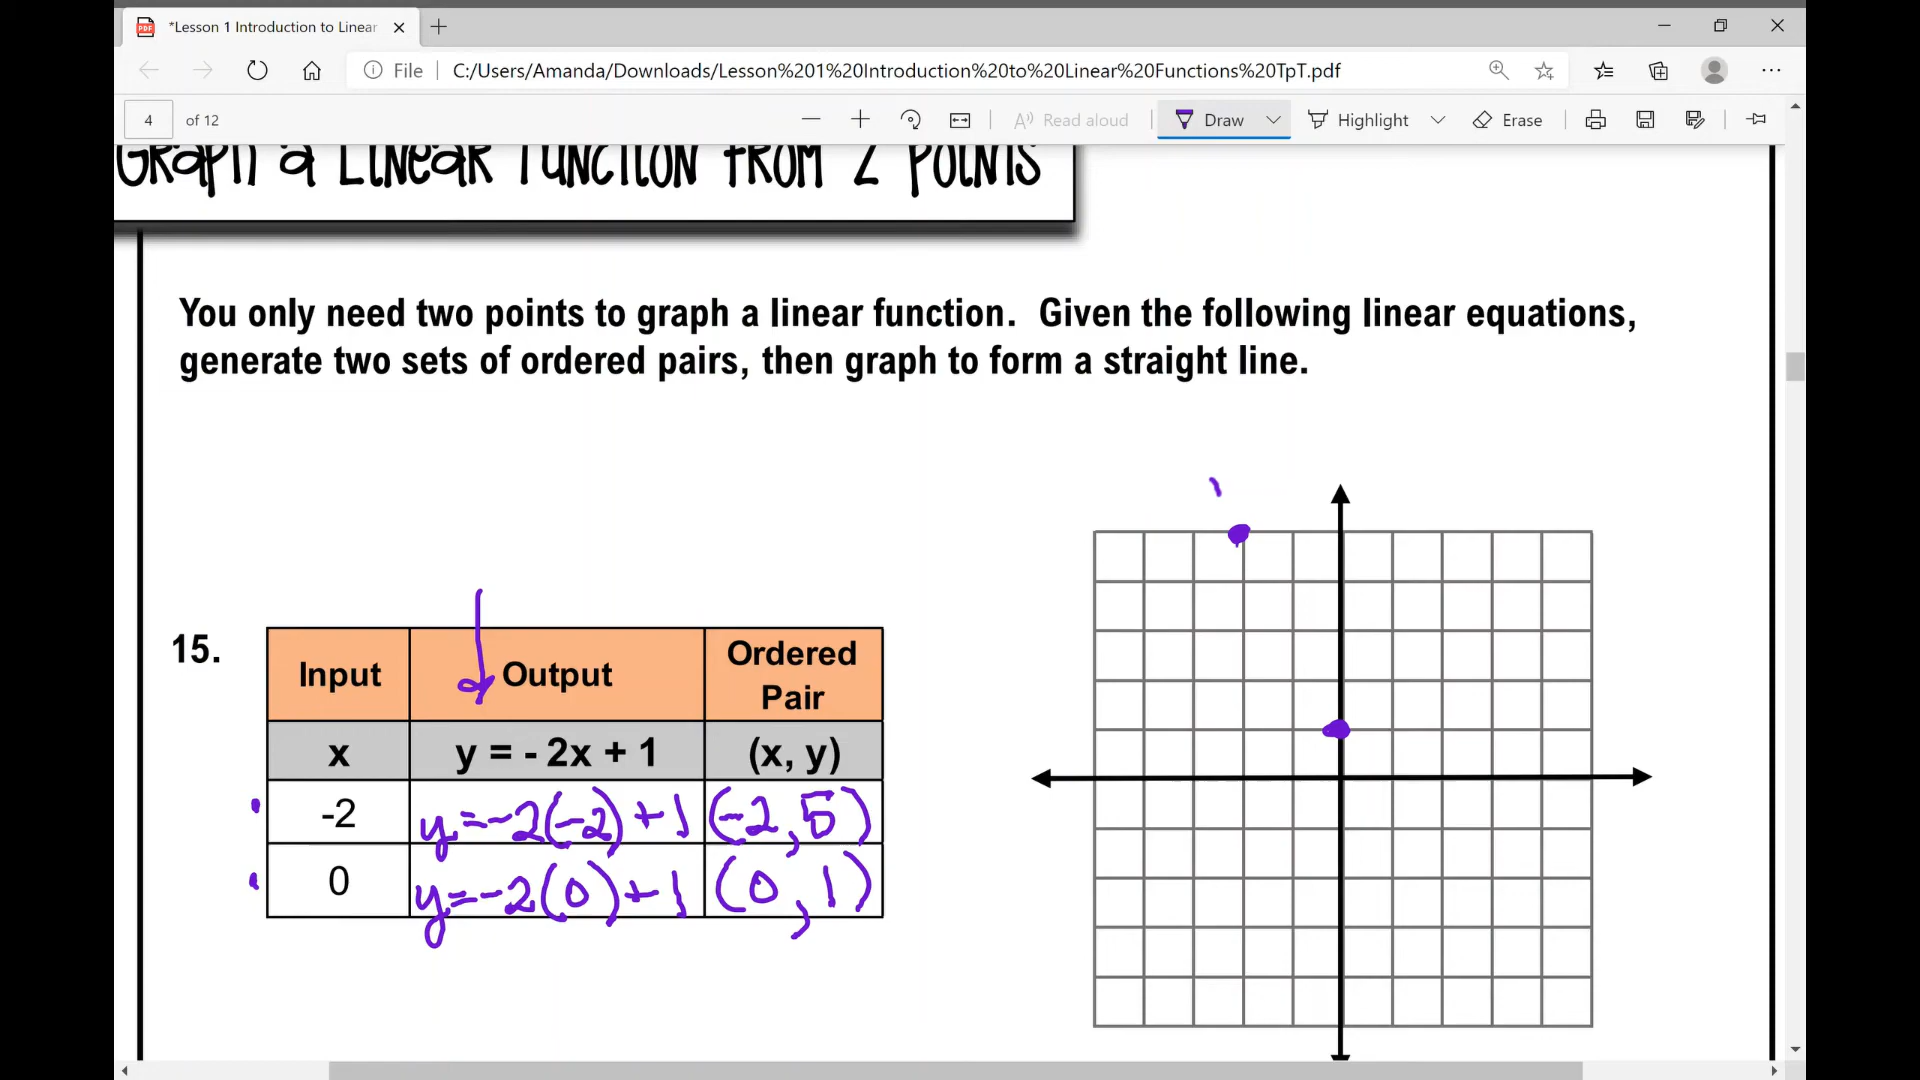 *Lesson 1 Introduction to Linear
File
C:/Users/Amanda/Downloads/Lesson%201%20Introduction%20to%20Linear%20Functions%20TpT.pdf
4 of 12
Read aloud
Draw
Highlight
Erase
Graph a Linear Function from 2 Points
You only need two points to graph a linear function. Given the following linear equations,
generate two sets of ordered pairs, then graph to form a straight line.
15.
Input Output Ordered Pair
x y = - 2x + 1 (x, y)
-2 y=-2(-2)+1 (-2,5)
0 y=-2(0)+1 (0,1)